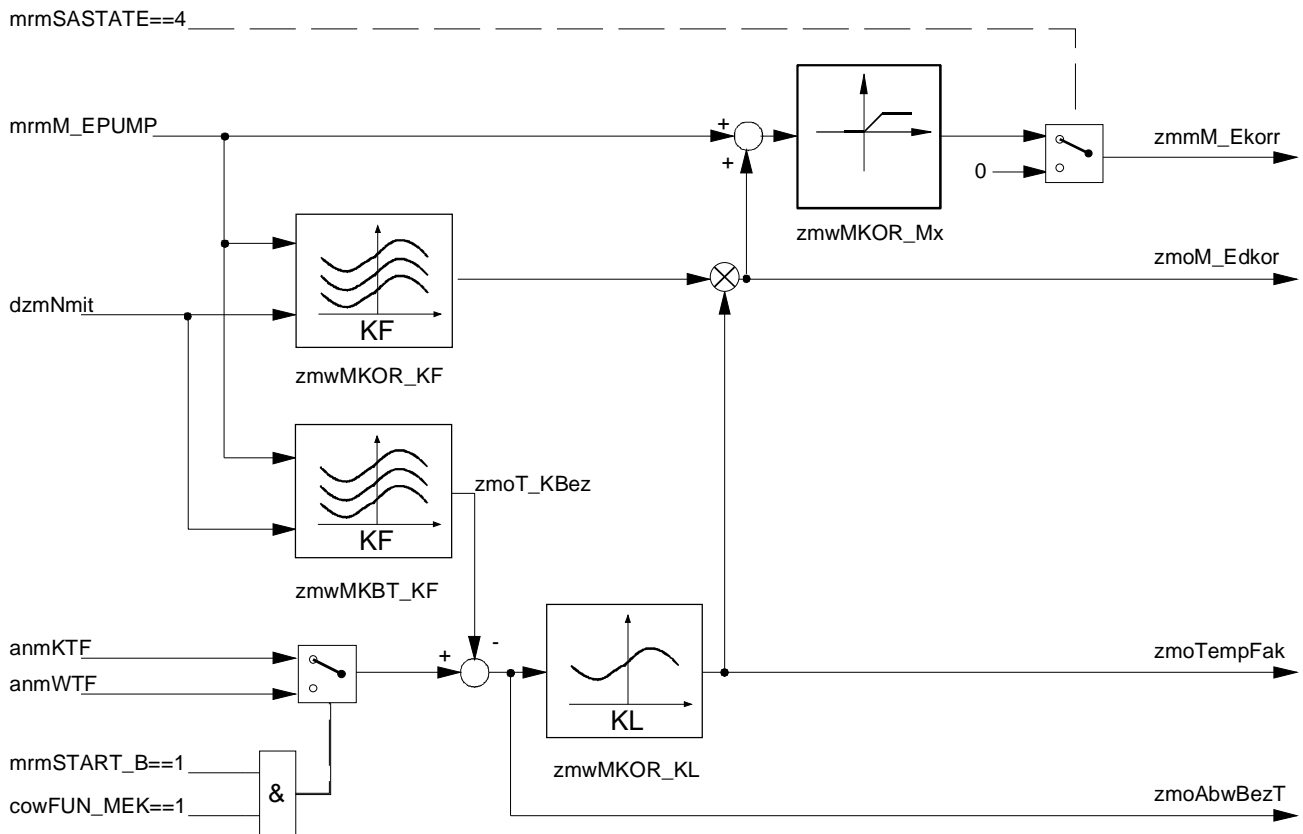 mrmSASTATE==4
mrmM_EPUMP
+
+
0
zmmM_Ekorr
zmwMKOR_Mx
zmoM_Edkor
dzmNmit
KF
zmwMKOR_KF
zmoT_KBez
KF
zmwMKBT_KF
anmKTF
anmWTF
+
-
KL
zmwMKOR_KL
zmoTempFak
mrmSTART_B==1
cowFUN_MEK==1
&
zmoAbwBezT